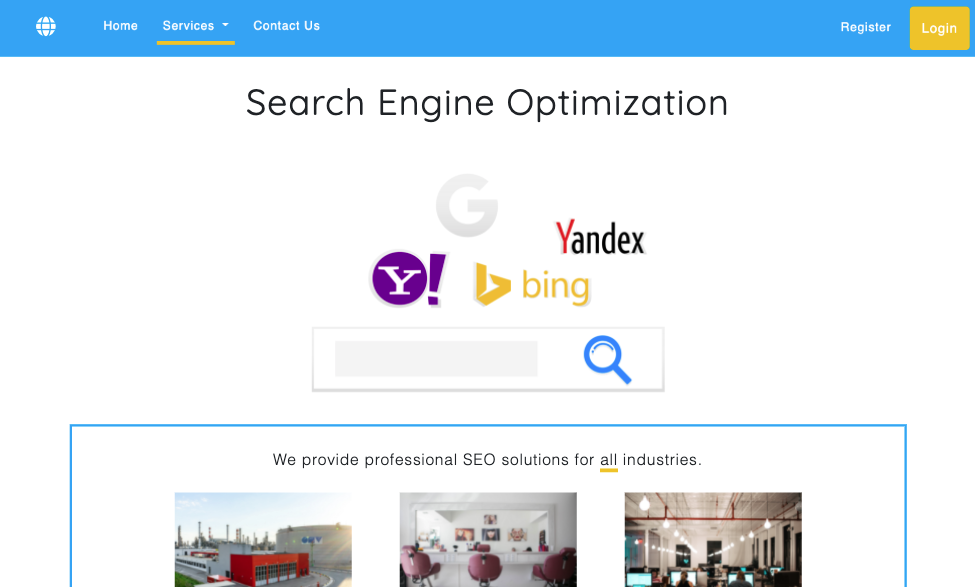 Home Services Contact Us Register Login
Search Engine Optimization
G
Yandex
Y! bing
We provide professional SEO solutions for all industries.